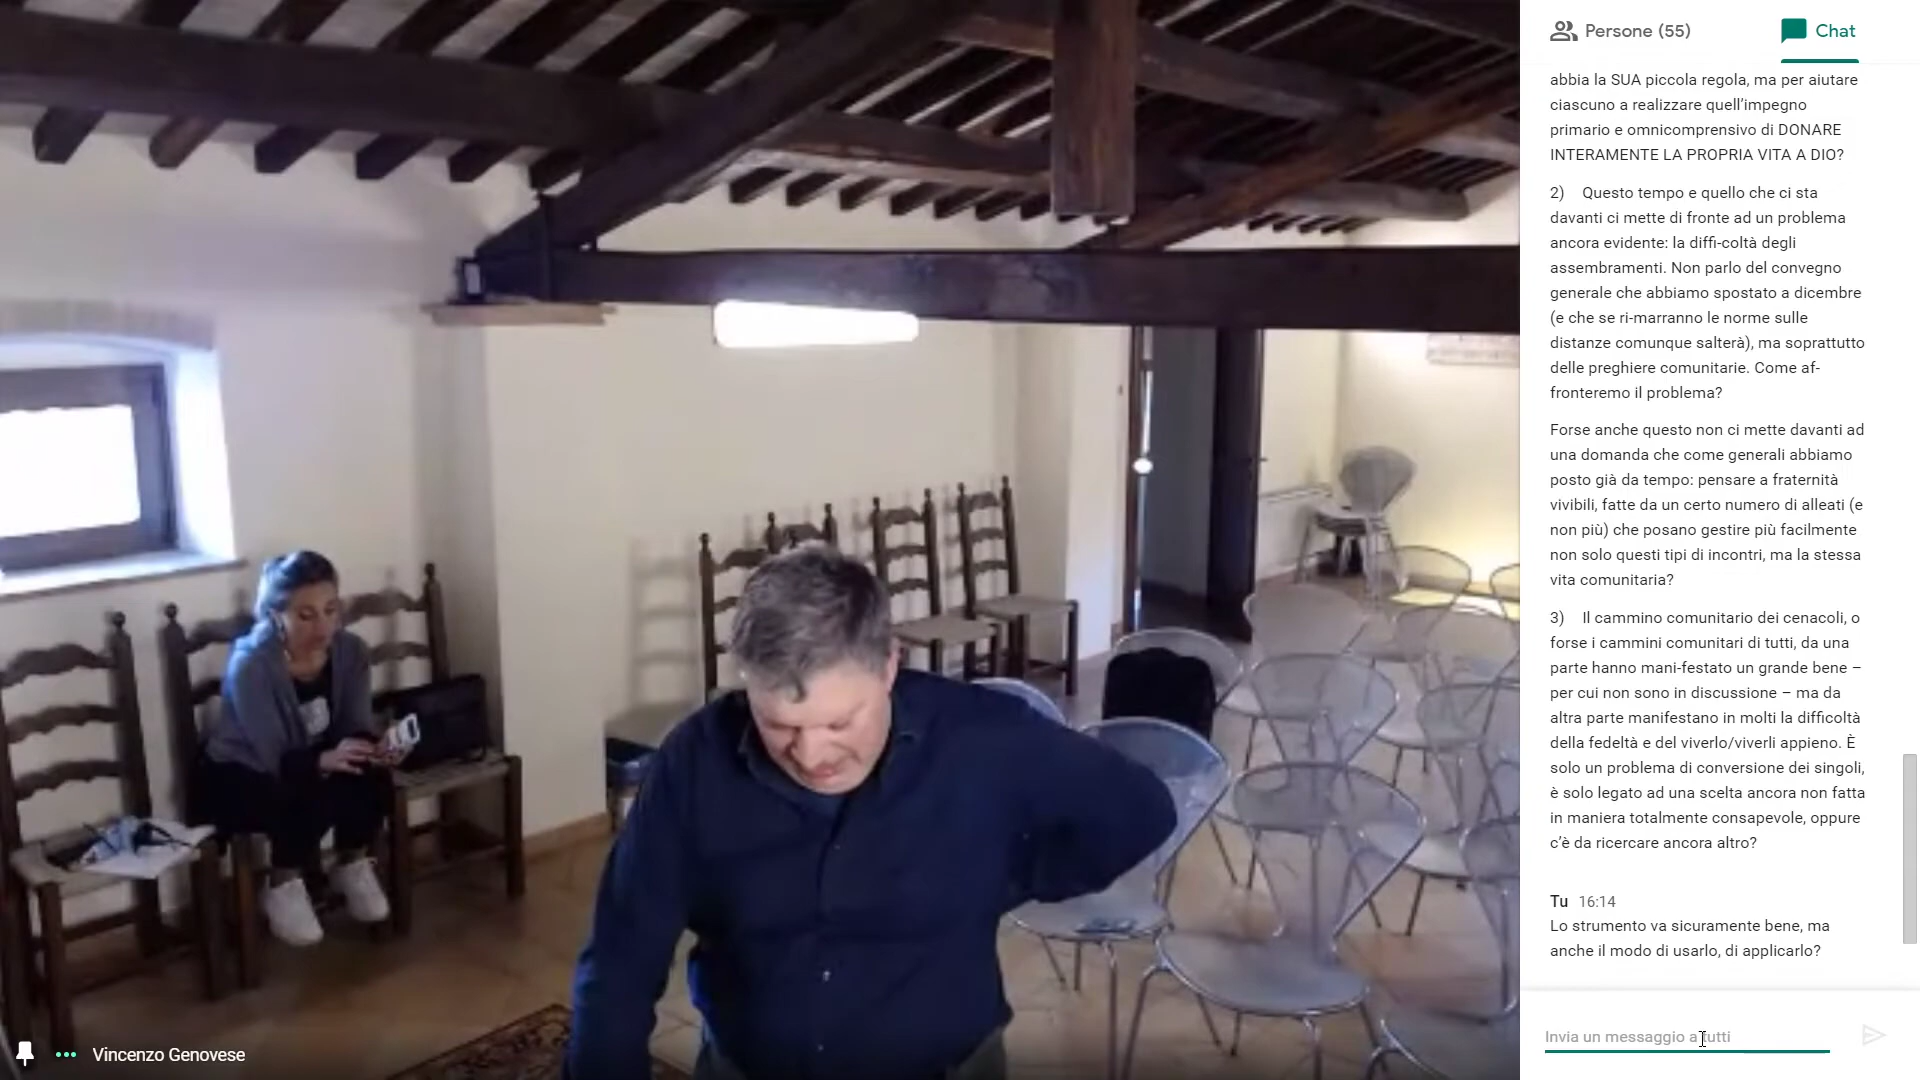 Persone (55)
Chat
abbia la SUA piccola regola, ma per aiutare
ciascuno a realizzare quell’impegno
primario e omnicomprensivo di DONARE
INTERAMENTE LA PROPRIA VITA A DIO?
2) Questo tempo e quello che ci sta
davanti ci mette di fronte ad un problema
ancora evidente: la diffi-coltà degli
assembramenti. Non parlo del convegno
generale che abbiamo spostato a dicembre
(e che se ri-marranno le norme sulle
distanze comunque salterà), ma soprattutto
delle preghiere comunitarie. Come af-
fronteremo il problema?
Forse anche questo non ci mette davanti ad
una domanda che come generali abbiamo
posto già da tempo: pensare a fraternità
vivibili, fatte da un certo numero di alleati (e
non più) che posano gestire più facilmente
non solo questi tipi di incontri, ma la stessa
vita comunitaria?
3) Il cammino comunitario dei cenacoli, o
forse i cammini comunitari di tutti, da una
parte hanno mani-festato un grande bene –
per cui non sono in discussione – ma da
altra parte manifestano in molti la difficoltà
della fedeltà e del viverlo/viverli appieno. È
solo un problema di conversione dei singoli,
è solo legato ad una scelta ancora non fatta
in maniera totalmente consapevole, oppure
c’è da ricercare ancora altro?
Tu 16:14
Lo strumento va sicuramente bene, ma
anche il modo di usarlo, di applicarlo?
Invia un messaggio a tutti
Vincenzo Genovese